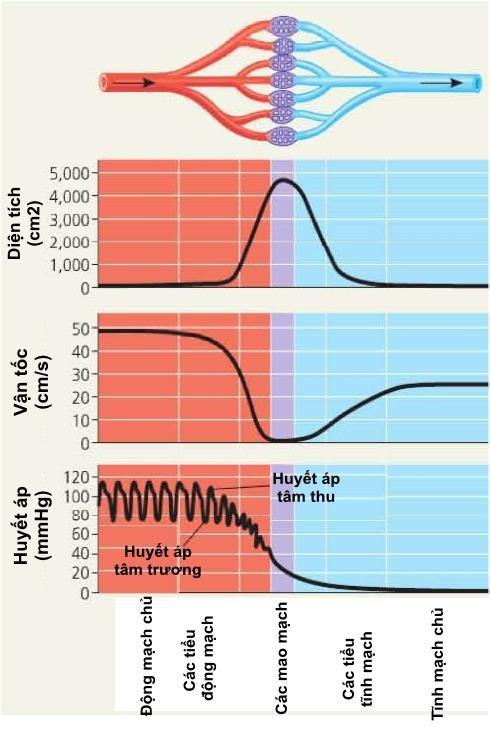 Diện tích
(cm2)
5,000
4,000
3,000
2,000
1,000
0
Vận tốc
(cm/s)
50
40
30
20
10
0
Huyết áp
(mmHg)
120
100
80
60
40
20
0
Huyết áp
tâm thu
Huyết áp
tâm trương
Động mạch chủ
Các tiểu
động mạch
Các mao mạch
Các tiểu
tĩnh mạch
Tĩnh mạch chủ